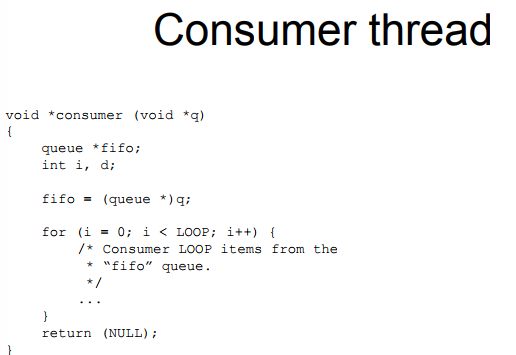 Consumer thread
void *consumer (void *q)
{
queue *fifo;
int i, d;
fifo = (queue *)q;
for (i = 0; i < LOOP; i++) {
/* Consumer LOOP items from the
* “fifo” queue.
*/
...
}
return (NULL);
}